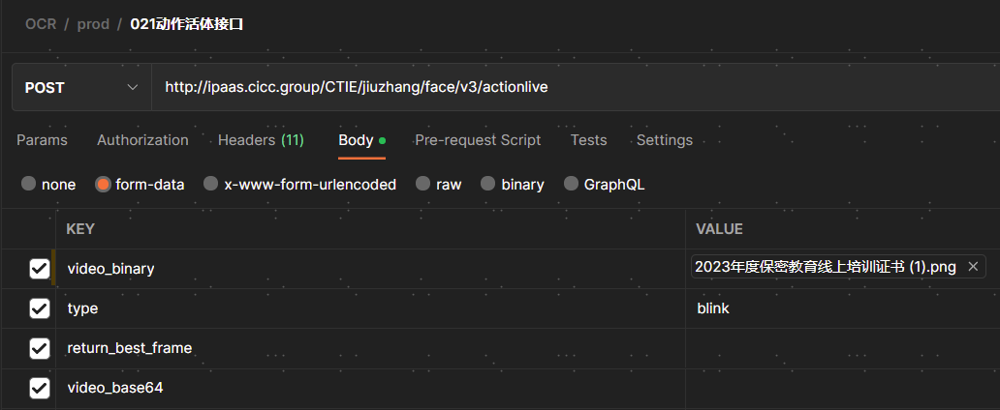 OCR / prod / 021动作活体接口
POST http://ipaas.cicc.group/CTIE/jiuzhang/face/v3/actionlive
Params Authorization Headers (11) Body Pre-request Script Tests Settings
none form-data x-www-form-urlencoded raw binary GraphQL
KEY VALUE
video_binary 2023年度保密教育线上培训证书 (1).png ×
type blink
return_best_frame
video_base64